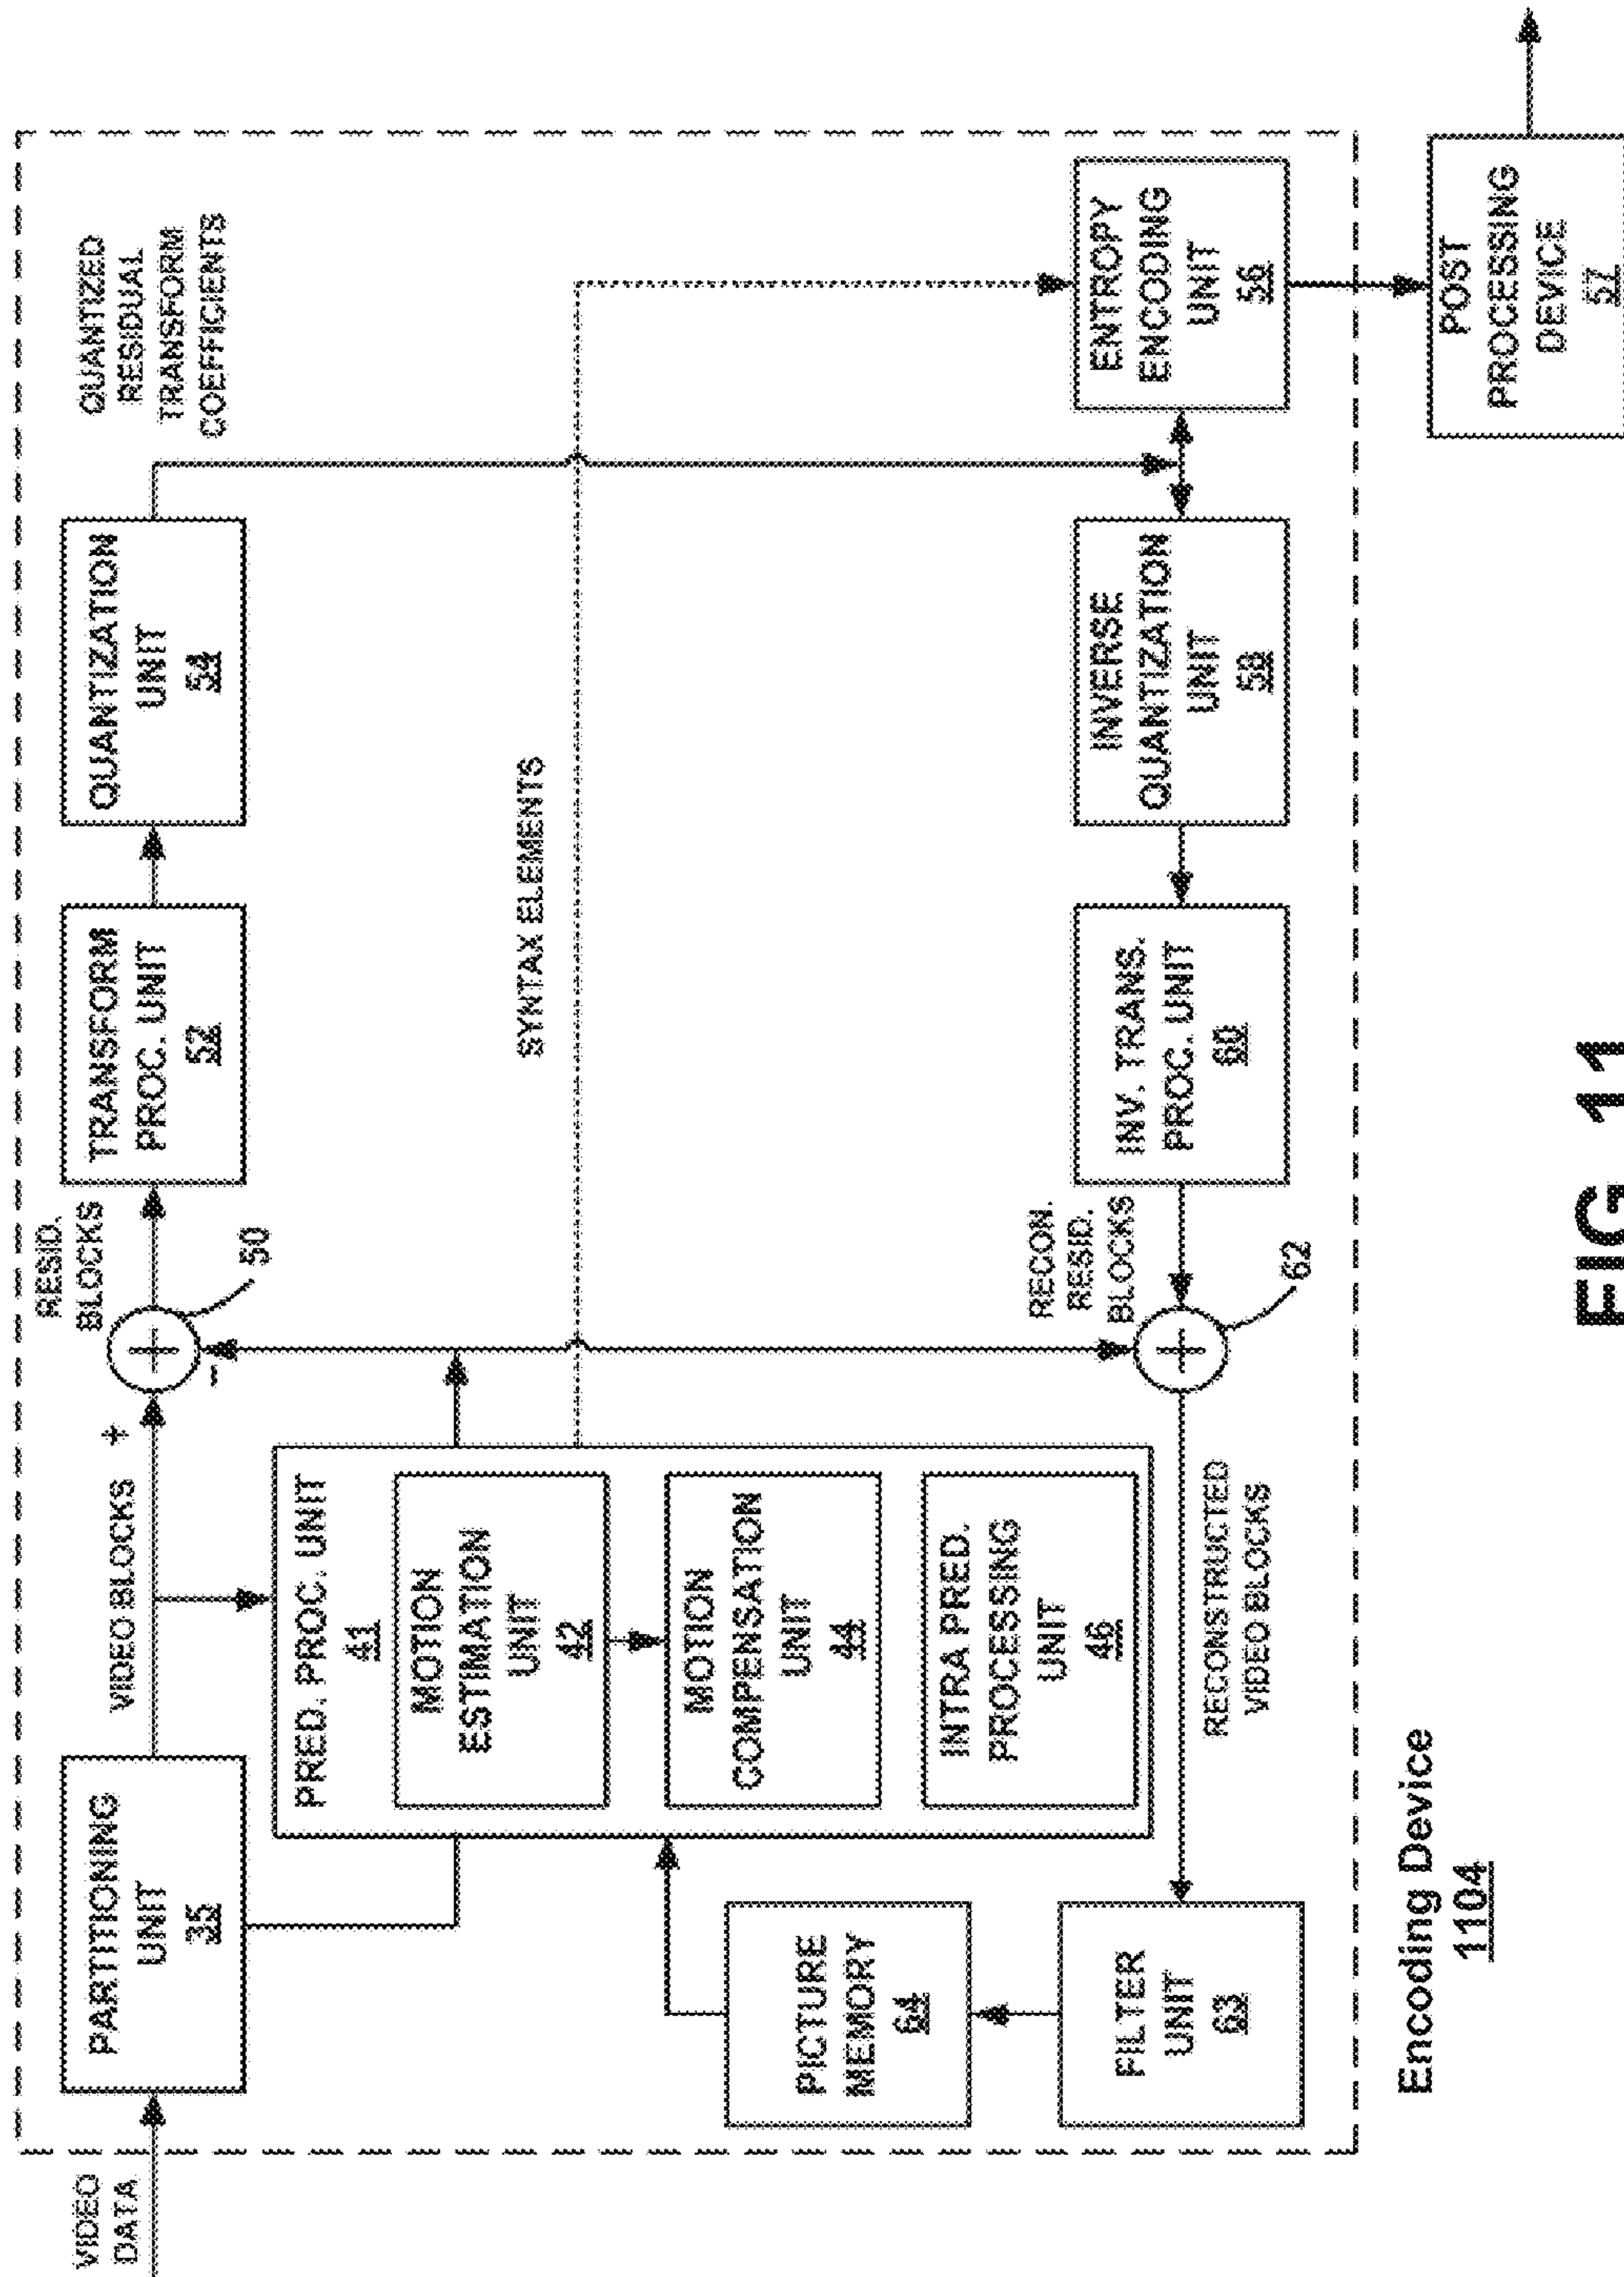 VIDEO
DATA
PARTITIONING
UNIT
35
VIDEO BLOCKS
+
-
RESID.
BLOCKS
50
TRANSFORM
PROC. UNIT
52
QUANTIZATION
UNIT
54
QUANTIZED
RESIDUAL
TRANSFORM
COEFFICIENTS
PRED. PROC. UNIT
41
MOTION
ESTIMATION
UNIT
42
MOTION
COMPENSATION
UNIT
44
INTRA PRED.
PROCESSING
UNIT
46
SYNTAX ELEMENTS
PICTURE
MEMORY
64
FILTER
UNIT
63
RECONSTRUCTED
VIDEO BLOCKS
RECON.
RESID.
BLOCKS
62
INV. TRANS.
PROC. UNIT
60
INVERSE
QUANTIZATION
UNIT
58
ENTROPY
ENCODING
UNIT
56
Encoding Device
1104
POST
PROCESSING
DEVICE
57
FIG 11